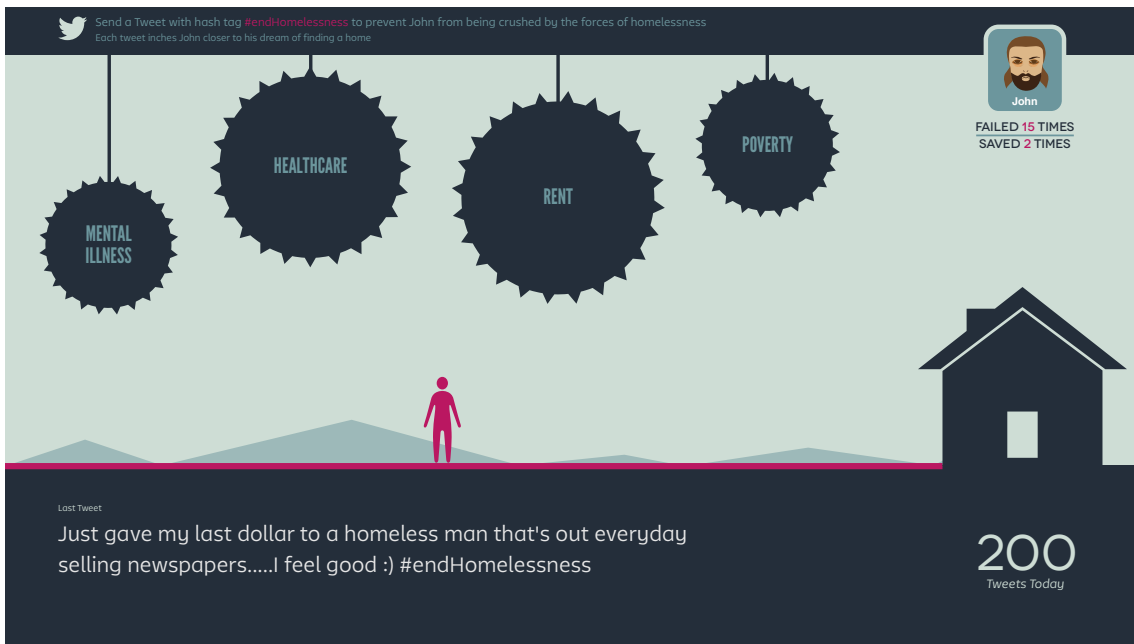 Send a Tweet with hash tag #endHomelessness to prevent John from being crushed by the forces of homelessness
Each tweet inches John closer to his dream of finding a home
John
FAILED 15 TIMES
SAVED 2 TIMES
MENTAL
ILLNESS
HEALTHCARE
RENT
POVERTY
Last Tweet
Just gave my last dollar to a homeless man that's out everyday
selling newspapers.....I feel good :) #endHomelessness
200
Tweets Today